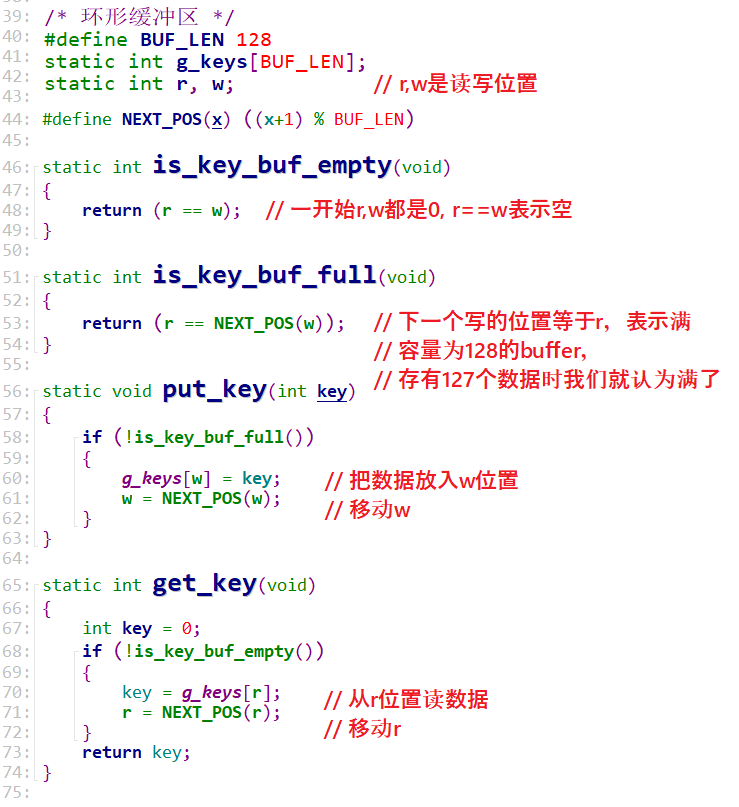 39: /* 环形缓冲区 */
40: #define BUF_LEN 128
41: static int g_keys[BUF_LEN];
42: static int r, w; // r,w是读写位置
43:
44: #define NEXT_POS(x) ((x+1) % BUF_LEN)
45:
46: static int is_key_buf_empty(void)
47: {
48: return (r == w); // 一开始r,w都是0, r==w表示空
49: }
50:
51: static int is_key_buf_full(void)
52: {
53: return (r == NEXT_POS(w)); // 下一个写的位置等于r，表示满
54: } // 容量为128的buffer,
55:
// 存有127个数据时我们就认为满了
56: static void put_key(int key)
57: {
58: if (!is_key_buf_full())
59: {
60: g_keys[w] = key; // 把数据放入w位置
61: w = NEXT_POS(w); // 移动w
62: }
63: }
64:
65: static int get_key(void)
66: {
67: int key = 0;
68: if (!is_key_buf_empty())
69: {
70: key = g_keys[r]; // 从r位置读数据
71: r = NEXT_POS(r); // 移动r
72: }
73: return key;
74: }
75: